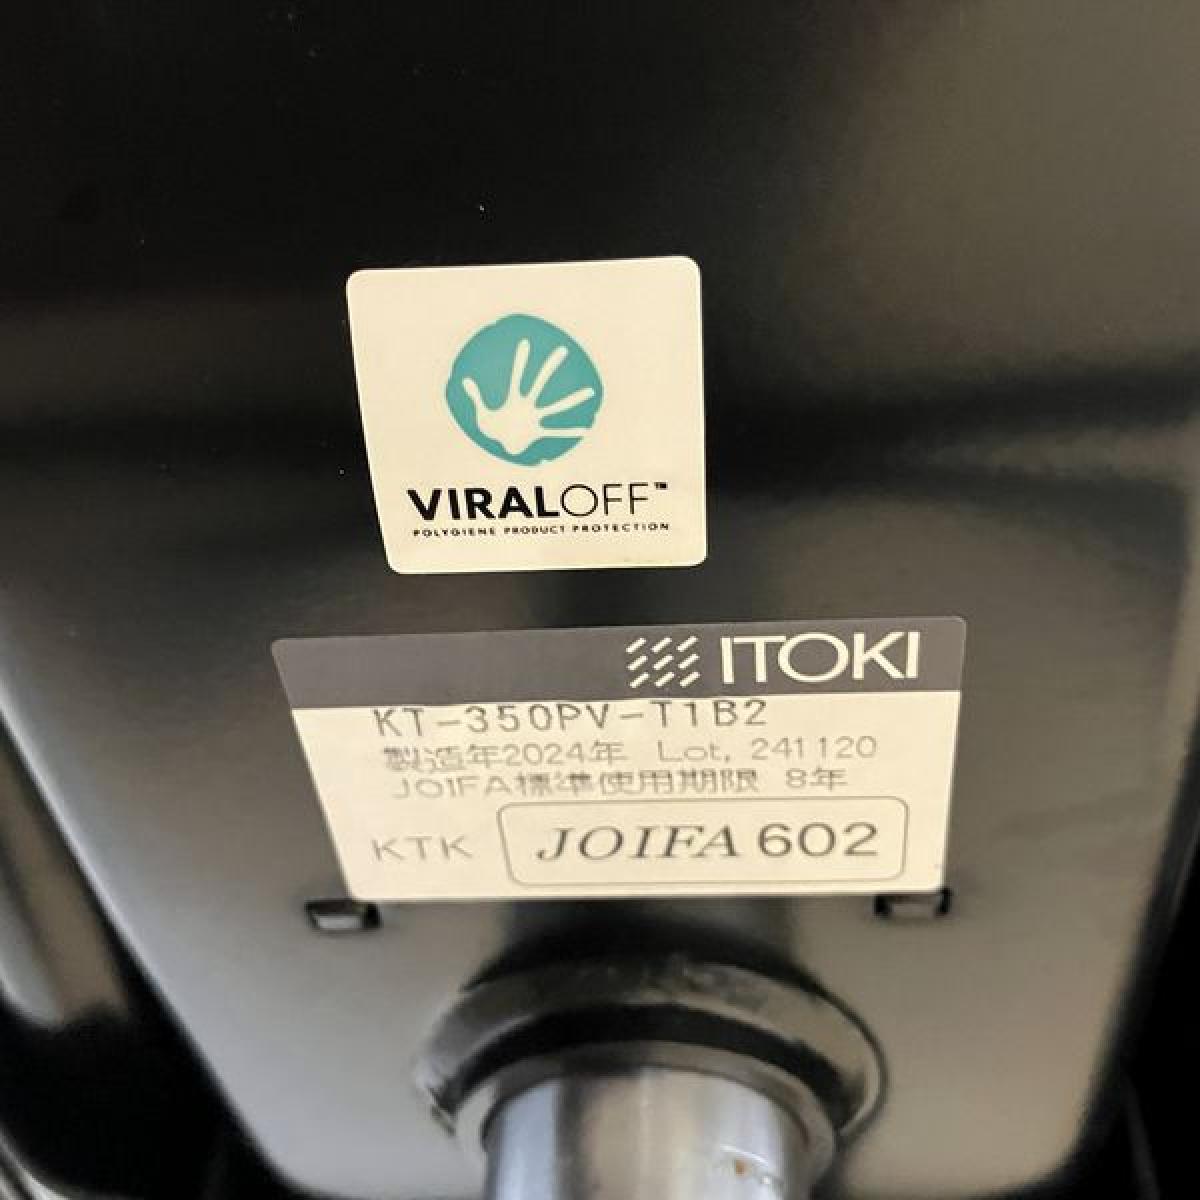 VIRALOFF™
POLYGIENE PRODUCT PROTECTION
ITOKI
KT-350PV-T1B2
製造年2024年 Lot. 241120
JOIFA標準使用期限 8年
KTK JOIFA 602